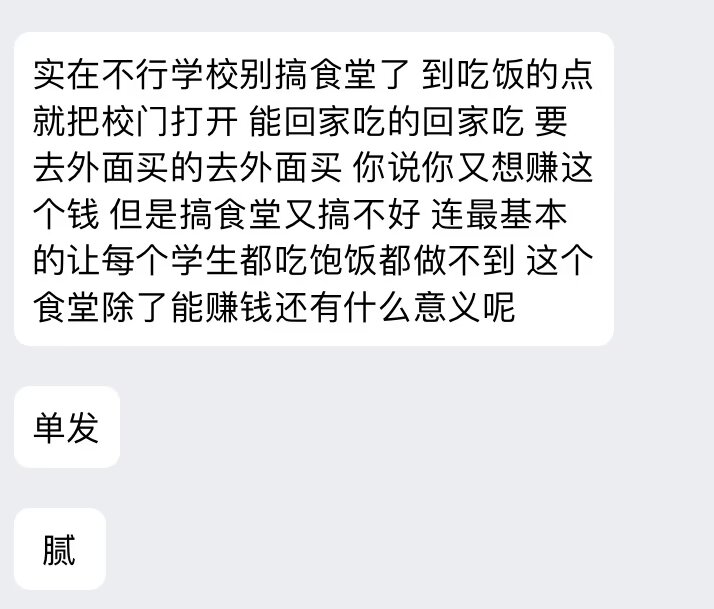 实在不行学校别搞食堂了 到吃饭的点
就把校门打开 能回家吃的回家吃 要
去外面买的去外面买 你说你又想赚这
个钱 但是搞食堂又搞不好 连最基本
的让每个学生都吃饱饭都做不到 这个
食堂除了能赚钱还有什么意义呢
单发
腻